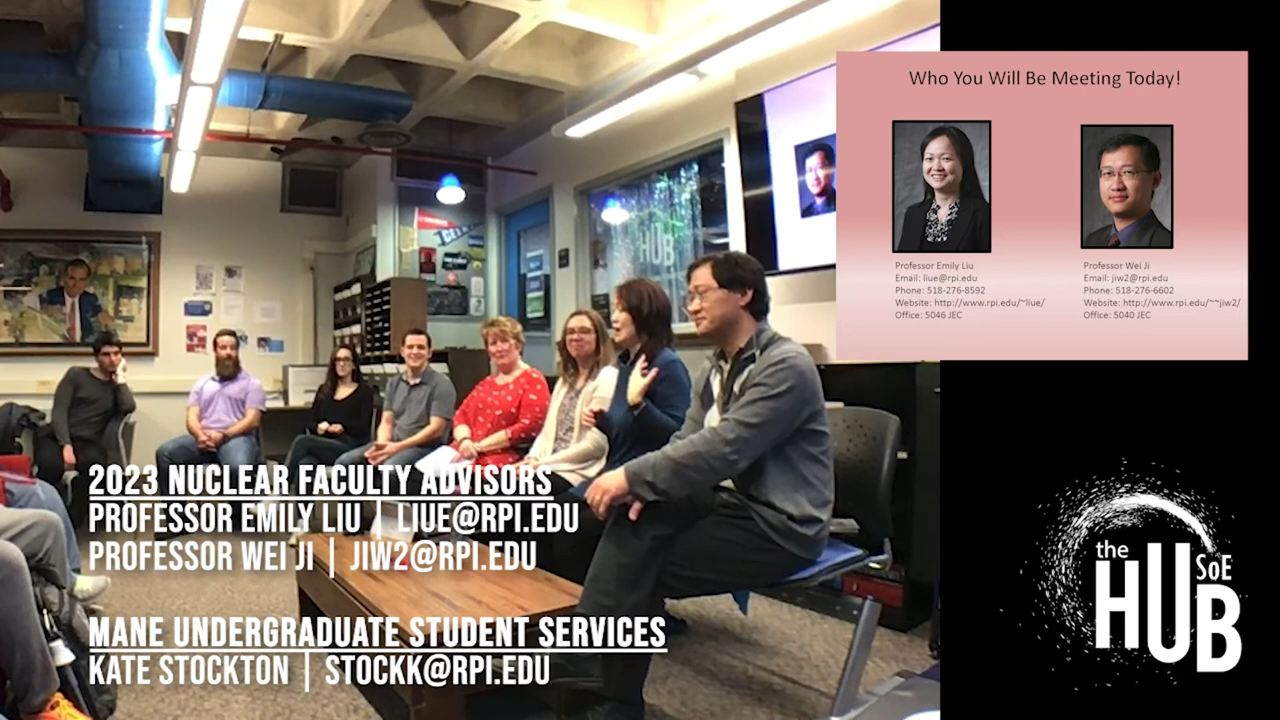 Who You Will Be Meeting Today!
Professor Emily Liu
Email: liue@rpi.edu
Phone: 518-276-8592
Website: http://www.rpi.edu/~liue/
Office: 5046 JEC
Professor Wei Ji
Email: jiw2@rpi.edu
Phone: 518-276-6602
Website: http://www.rpi.edu/~~jiw2/
Office: 5040 JEC
HUB
2023 NUCLEAR FACULTY ADVISORS
PROFESSOR EMILY LIU | LIUE@RPI.EDU
PROFESSOR WEI JI | JIW2@RPI.EDU
MANE UNDERGRADUATE STUDENT SERVICES
KATE STOCKTON | STOCKK@RPI.EDU
the
HUB
SoE